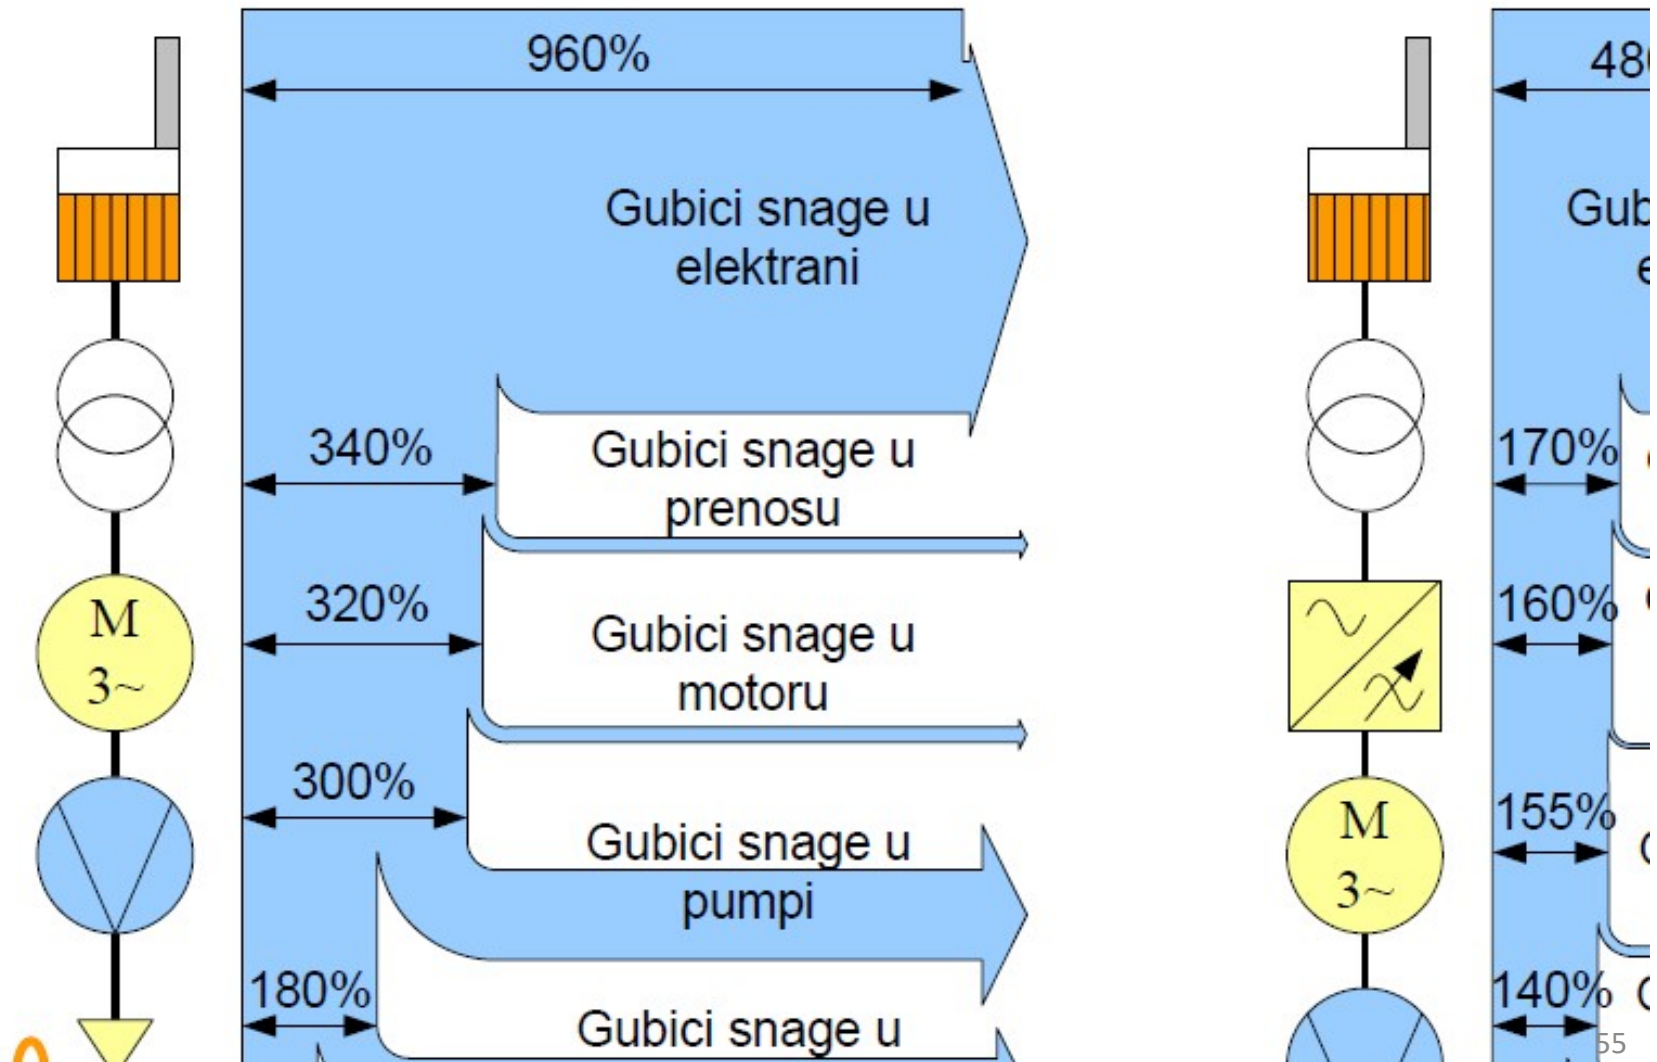 960%
Gubici snage u
elektrani
340%
Gubici snage u
prenosu
M
3~
320%
Gubici snage u
motoru
300%
Gubici snage u
pumpi
180%
Gubici snage u
170%
160%
M
3~
155%
140%
55